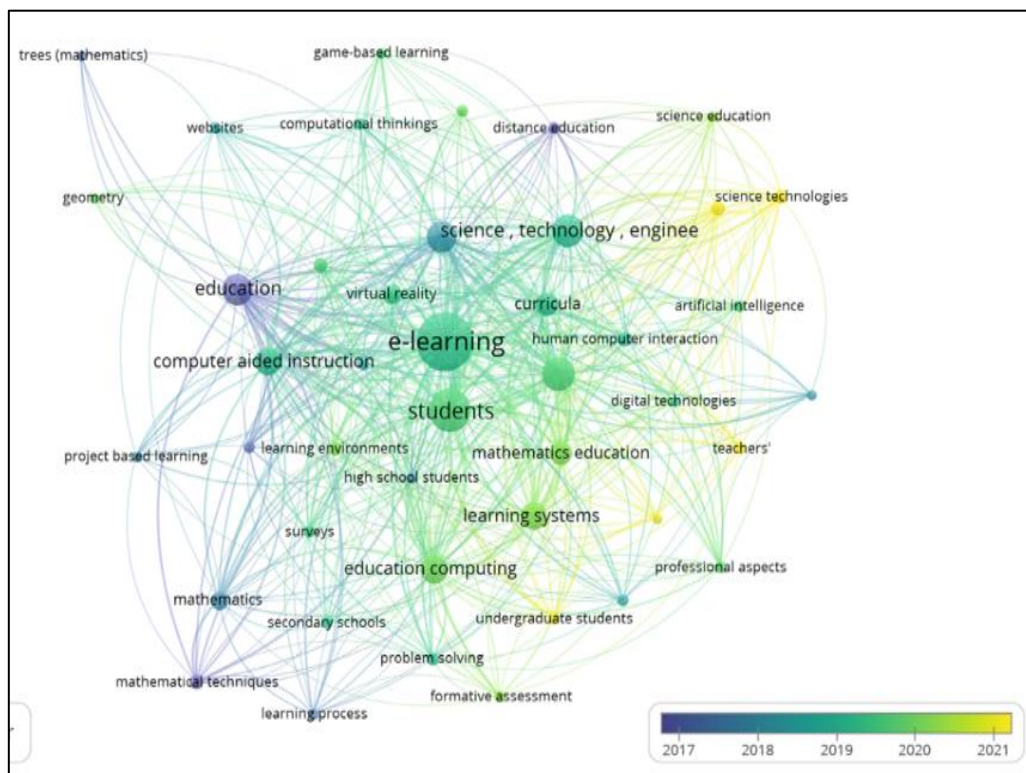 trees (mathematics)
game-based learning
websites
computational thinkings
distance education
science education
geometry
science technologies
science , technology , enginee
education
virtual reality
curricula
artificial intelligence
e-learning
human computer interaction
computer aided instruction
students
digital technologies
project based learning
learning environments
mathematics education
teachers'
high school students
learning systems
surveys
education computing
professional aspects
mathematics
secondary schools
undergraduate students
problem solving
mathematical techniques
formative assessment
learning process
2017 2018 2019 2020 2021